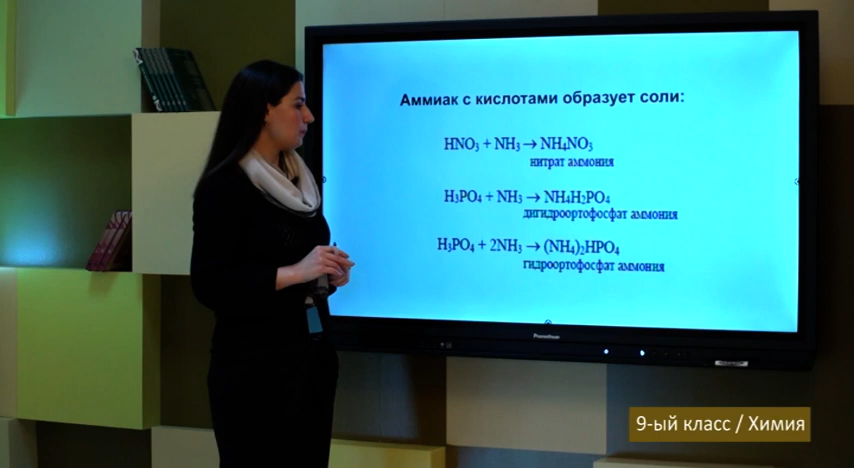 Аммиак с кислотами образует соли:
HNO₃ + NH₃ → NH₄NO₃
нитрат аммония
H₃PO₄ + NH₃ → NH₄H₂PO₄
дигидроортофосфат аммония
H₃PO₄ + 2NH₃ → (NH₄)₂HPO₄
гидроортофосфат аммония
Promethean
9-ый класс / Химия